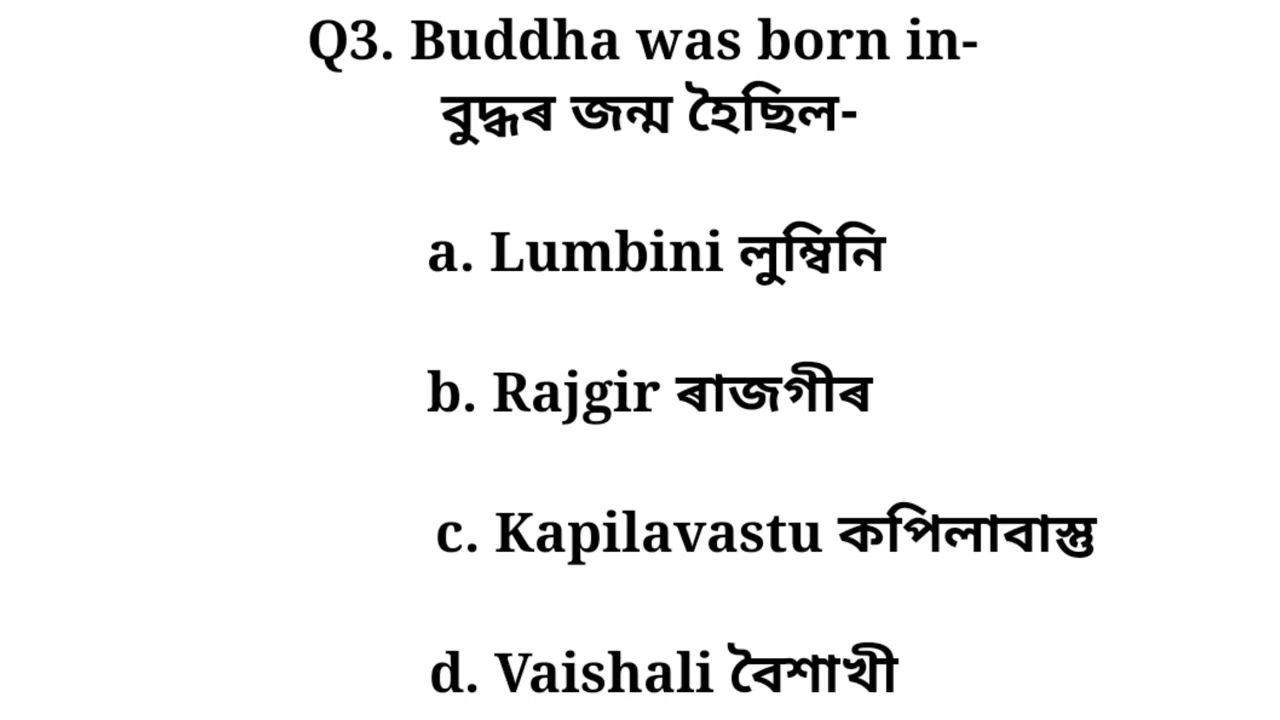 Q3. Buddha was born in-
বুদ্ধৰ জন্ম হৈছিল-
a. Lumbini লুম্বিনি
b. Rajgir ৰাজগীৰ
c. Kapilavastu কপিলাবাস্তু
d. Vaishali বৈশাখী